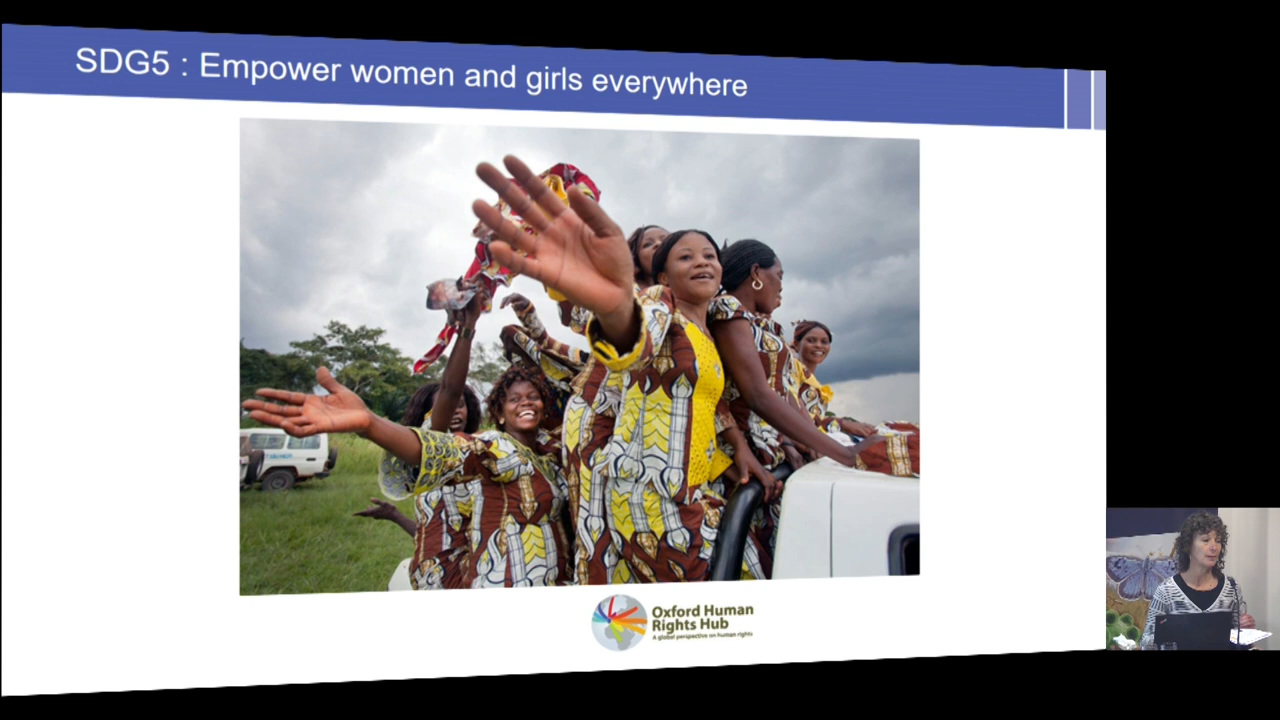 SDG5 : Empower women and girls everywhere
Oxford Human
Rights Hub
A global perspective on human rights